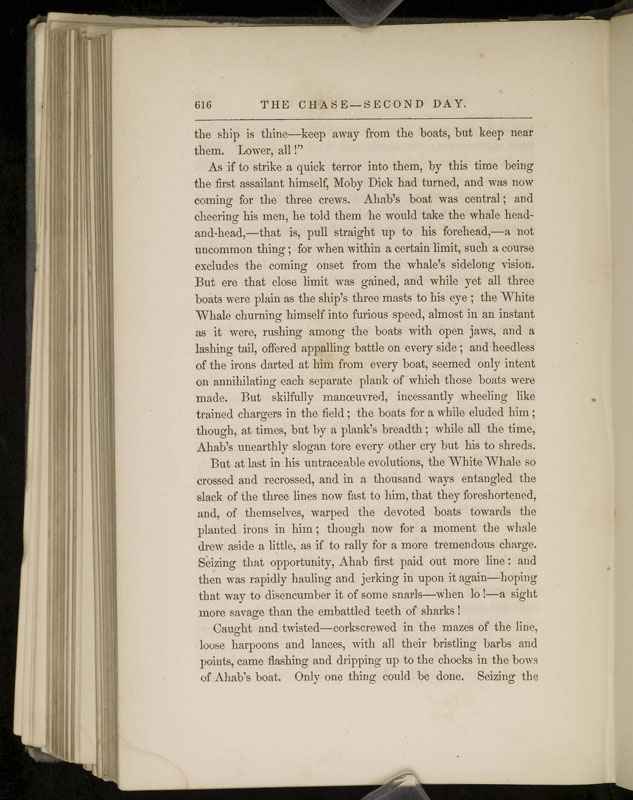 616 THE CHASE—SECOND DAY.
the ship is thine—keep away from the boats, but keep near
them. Lower, all!”
As if to strike a quick terror into them, by this time being
the first assailant himself, Moby Dick had turned, and was now
coming for the three crews. Ahab’s boat was central; and
cheering his men, he told them he would take the whale head-
and-head,—that is, pull straight up to his forehead,—a not
uncommon thing; for when within a certain limit, such a course
excludes the coming onset from the whale’s sidelong vision.
But ere that close limit was gained, and while yet all three
boats were plain as the ship’s three masts to his eye; the White
Whale churning himself into furious speed, almost in an instant
as it were, rushing among the boats with open jaws, and a
lashing tail, offered appalling battle on every side; and heedless
of the irons darted at him from every boat, seemed only intent
on annihilating each separate plank of which those boats were
made. But skilfully manœuvred, incessantly wheeling like
trained chargers in the field; the boats for a while eluded him;
though, at times, but by a plank’s breadth; while all the time,
Ahab’s unearthly slogan tore every other cry but his to shreds.
But at last in his untraceable evolutions, the White Whale so
crossed and recrossed, and in a thousand ways entangled the
slack of the three lines now fast to him, that they foreshortened,
and, of themselves, warped the devoted boats towards the
planted irons in him; though now for a moment the whale
drew aside a little, as if to rally for a more tremendous charge.
Seizing that opportunity, Ahab first paid out more line: and
then was rapidly hauling and jerking in upon it again—hoping
that way to disencumber it of some snarls—when lo!—a sight
more savage than the embattled teeth of sharks!
Caught and twisted—corkscrewed in the mazes of the line,
loose harpoons and lances, with all their bristling barbs and
points, came flashing and dripping up to the chocks in the bows
of Ahab’s boat. Only one thing could be done. Seizing the